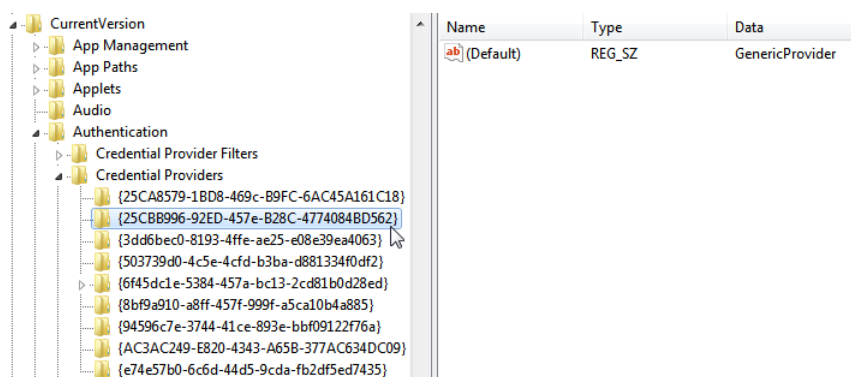 CurrentVersion
App Management
App Paths
Applets
Audio
Authentication
Credential Provider Filters
Credential Providers
{25CA8579-1BD8-469c-B9FC-6AC45A161C18}
{25CBB996-92ED-457e-B28C-4774084BD562}
{3dd6bec0-8193-4ffe-ae25-e08e39ea4063}
{503739d0-4c5e-4cfd-b3ba-d881334f0df2}
{6f45dc1e-5384-457a-bc13-2cd81b0d28ed}
{8bf9a910-a8ff-457f-999f-a5ca10b4a885}
{94596c7e-3744-41ce-893e-bbf09122f76a}
{AC3AC249-E820-4343-A65B-377AC634DC09}
{e74e57b0-6c6d-44d5-9cda-fb2df5ed7435}
Name Type Data
ab (Default) REG_SZ GenericProvider